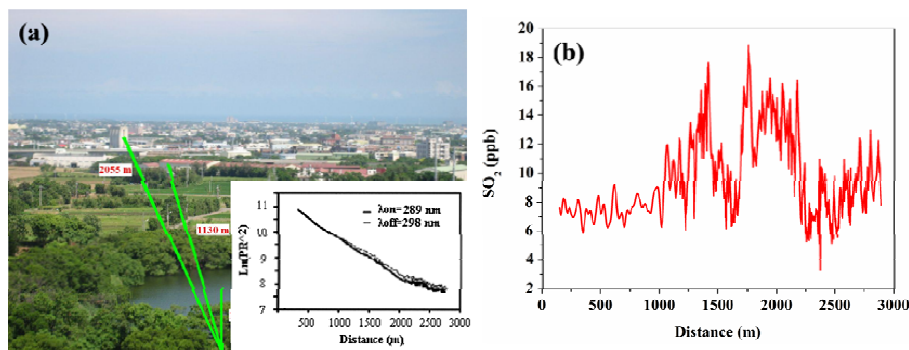 (a)
2055 m
1130 m
Ln(PR^2)
11
10
9
8
7
λon=289 nm
λoff=298 nm
500
1000
1500
2000
2500
3000
Distance (m)
(b)
SO2 (ppb)
20
18
16
14
12
10
8
6
4
2
0
500
1000
1500
2000
2500
3000
Distance (m)